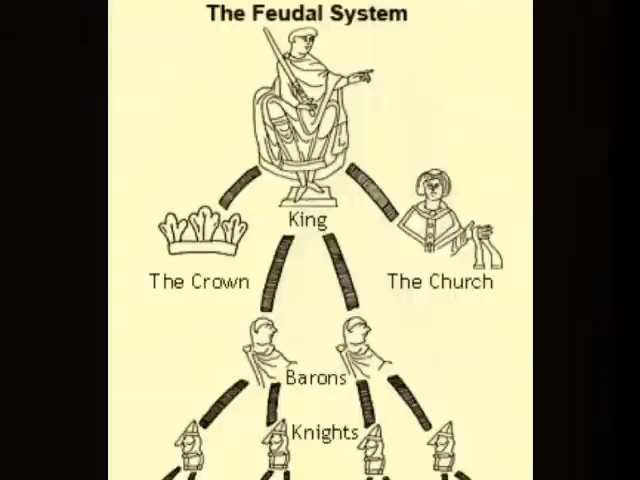 The Feudal System
King
The Crown
The Church
Barons
Knights